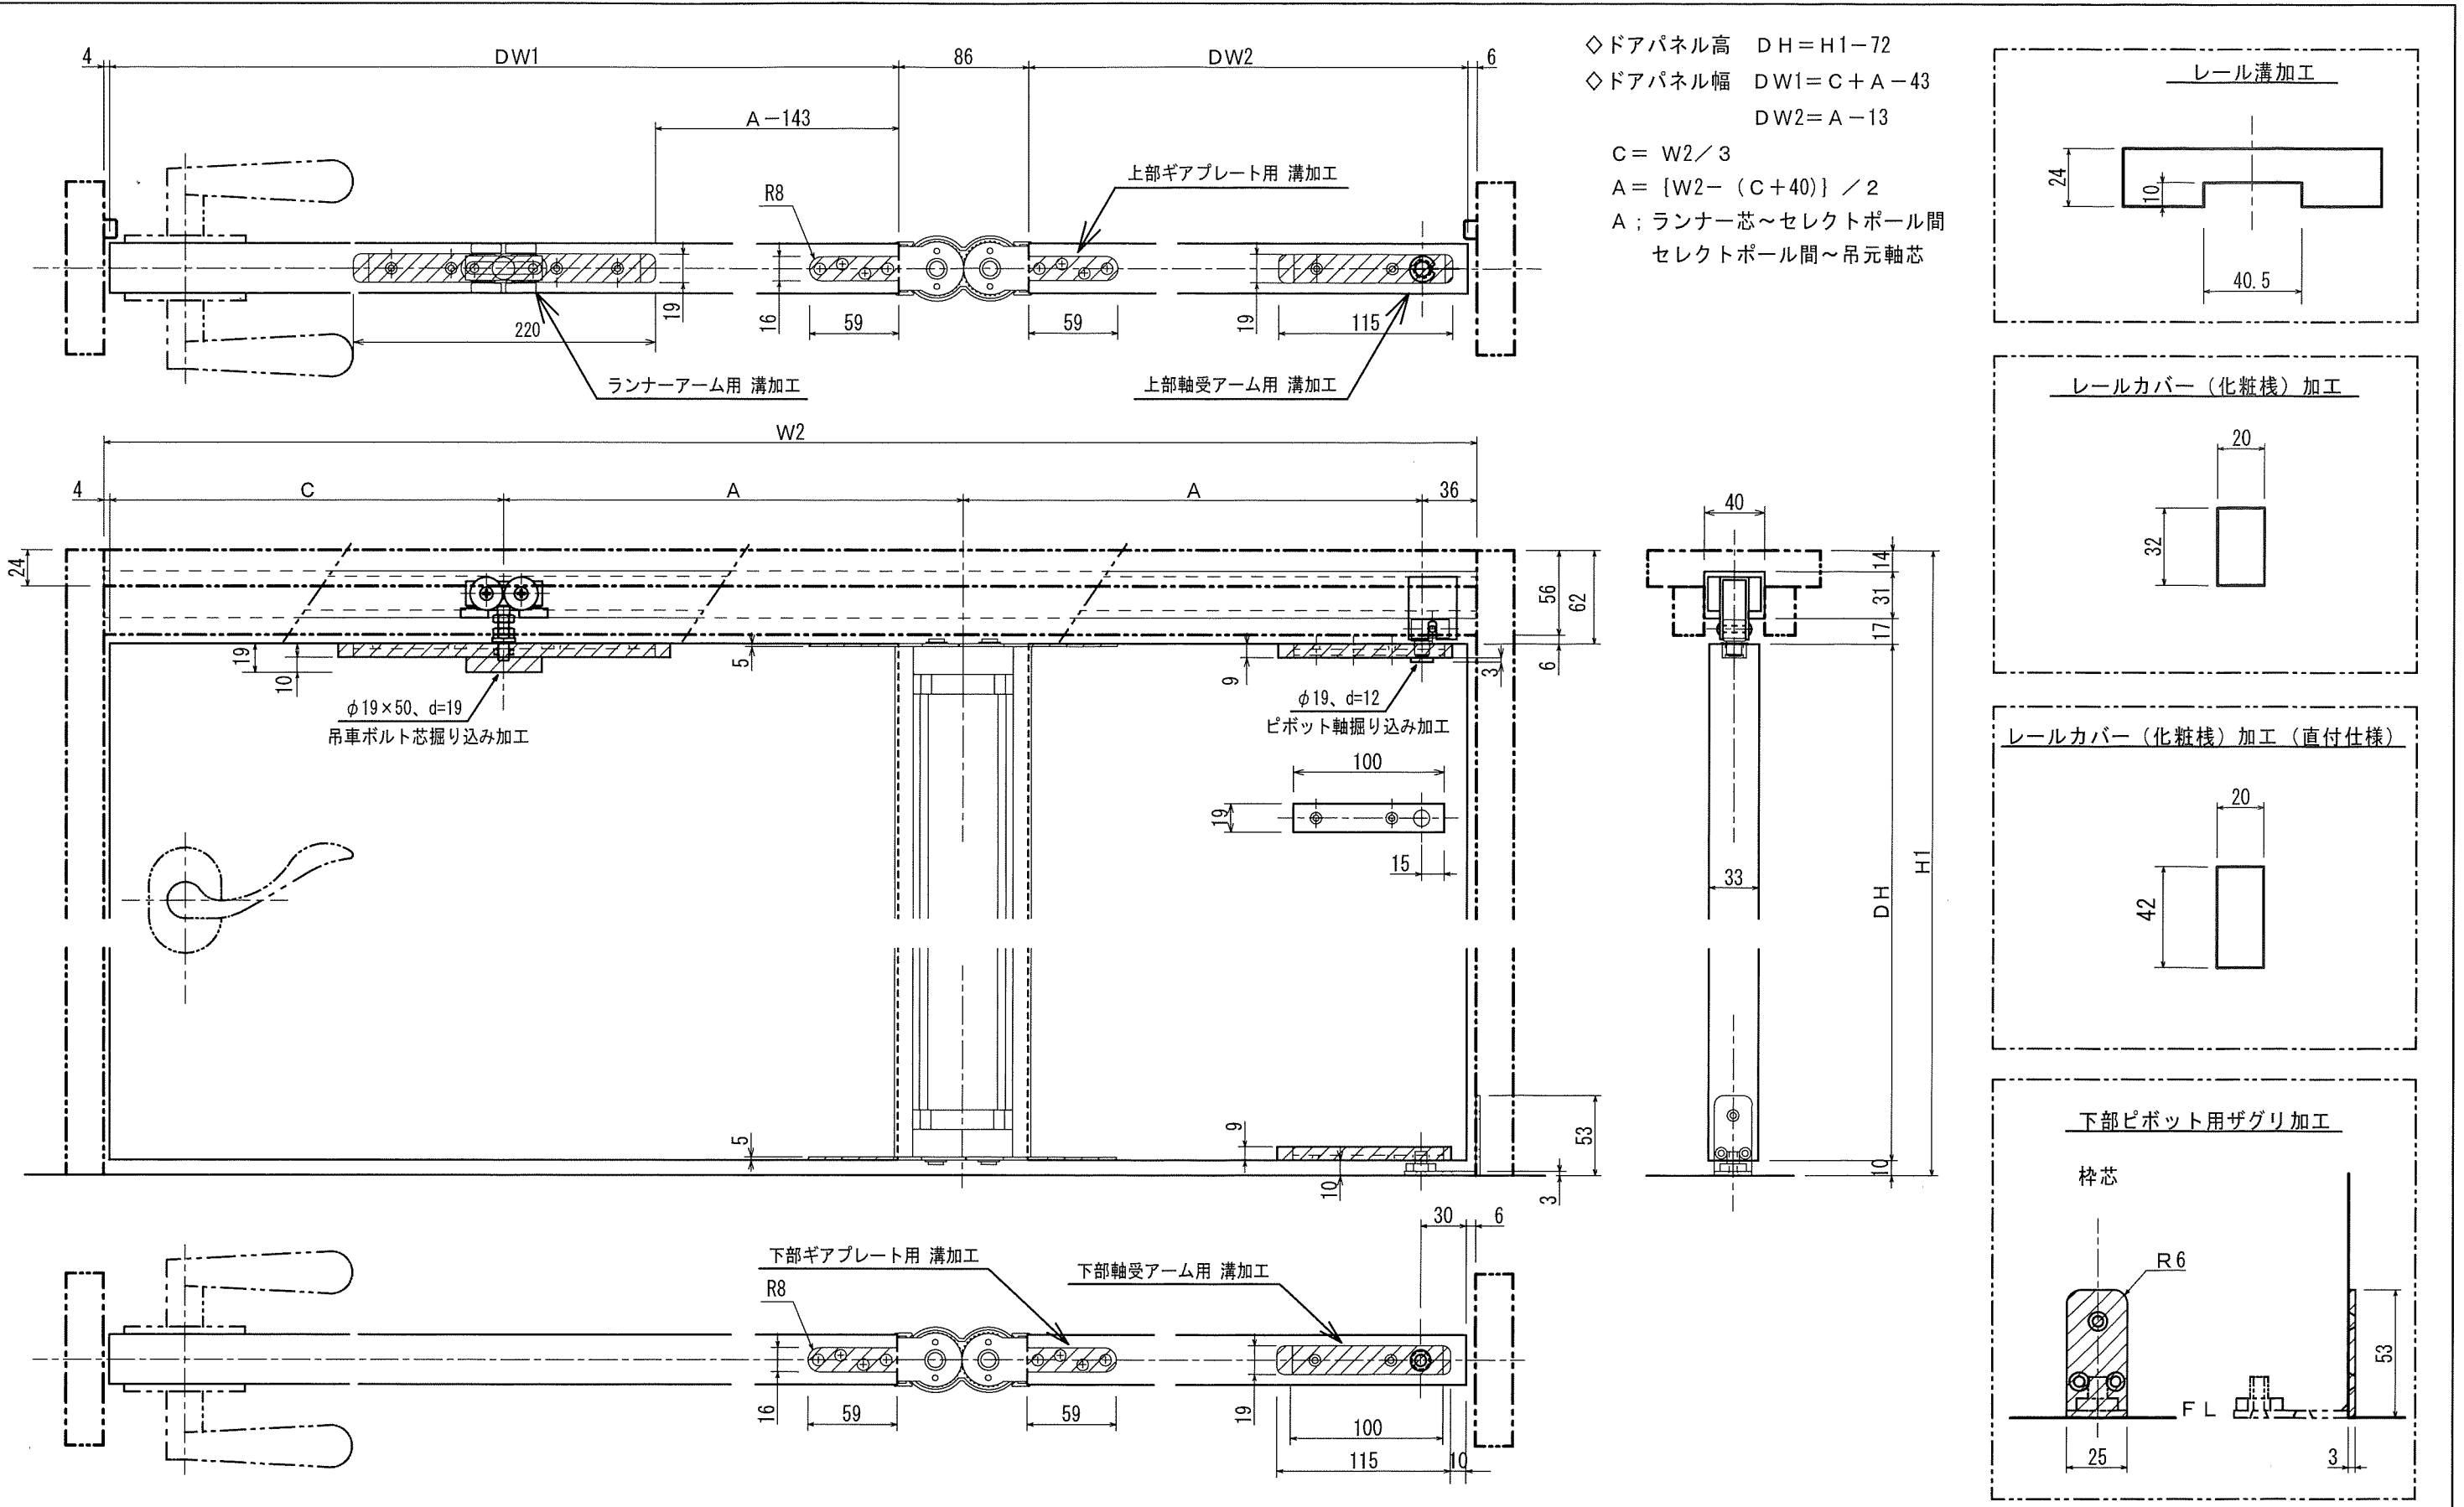 4
DW1
86
DW2
6
A-143
R8
上部ギアプレート用 溝加工
19
220
16
59
59
19
115
ランナーアーム用 溝加工
上部軸受アーム用 溝加工
◇ドアパネル高 DH=H1-72
◇ドアパネル幅 DW1=C+A-43
DW2=A-13
C= W2/3
A= {W2- (C+40)} /2
A ; ランナー芯~セレクトポール間
セレクトポール間~吊元軸芯
W2
4
C
A
A
36
24
19
10
φ19×50、d=19
吊車ボルト芯掘り込み加工
5
9
56
62
6
3
φ19、d=12
ピボット軸掘り込み加工
100
19
15
5
9
10
53
3
40
14
31
17
33
DH
H1
10
30
6
下部ギアプレート用 溝加工
下部軸受アーム用 溝加工
R8
16
59
59
19
100
115
10
レール溝加工
24
10
40.5
レールカバー(化粧桟)加工
20
32
レールカバー(化粧桟)加工(直付仕様)
20
42
下部ピボット用ザグリ加工
枠芯
R6
53
FL
25
3